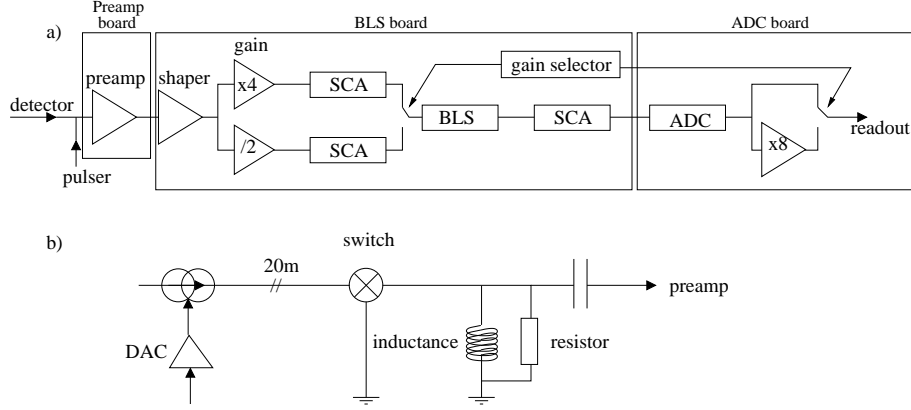 Preamp
board
BLS board
ADC board
a)
gain
preamp
shaper
x4
SCA
gain selector
detector
BLS
SCA
ADC
readout
/2
SCA
x8
pulser
b)
switch
20m
preamp
DAC
inductance
resistor